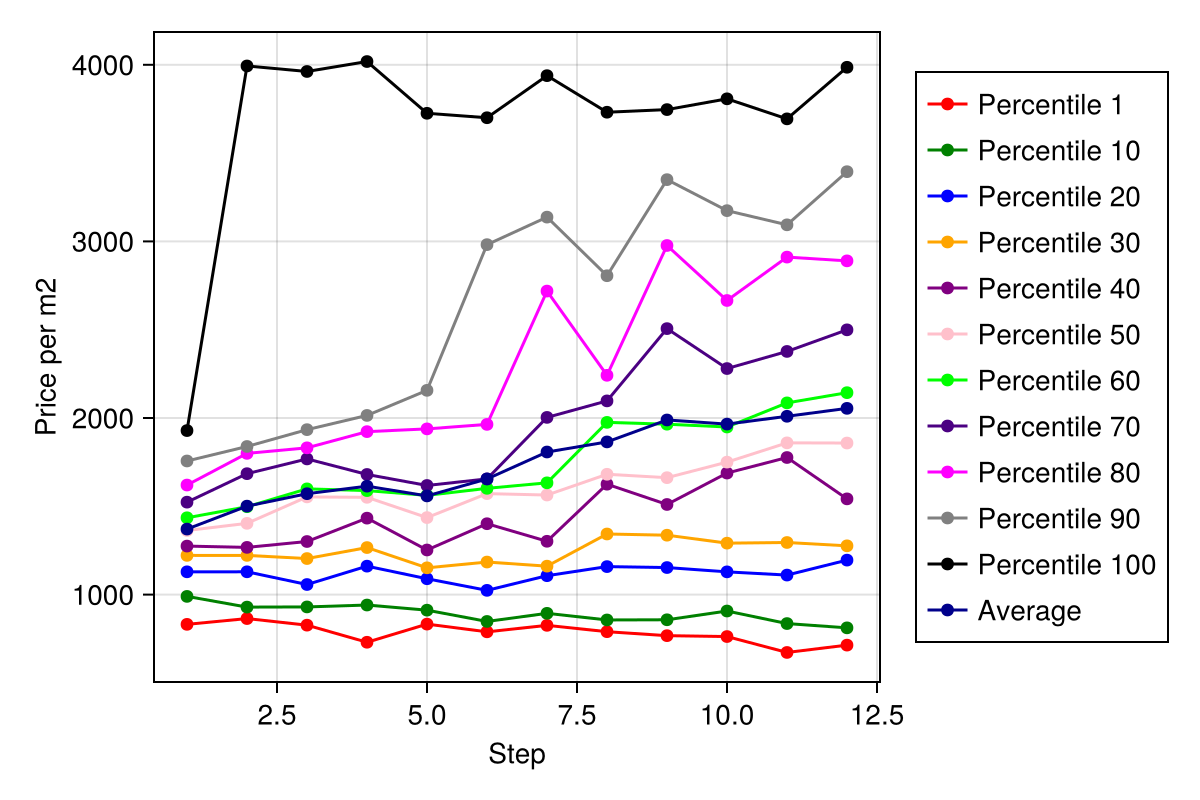 4000
3000
2000
1000
Price per m2
2.5 5.0 7.5 10.0 12.5
Step
Percentile 1
Percentile 10
Percentile 20
Percentile 30
Percentile 40
Percentile 50
Percentile 60
Percentile 70
Percentile 80
Percentile 90
Percentile 100
Average